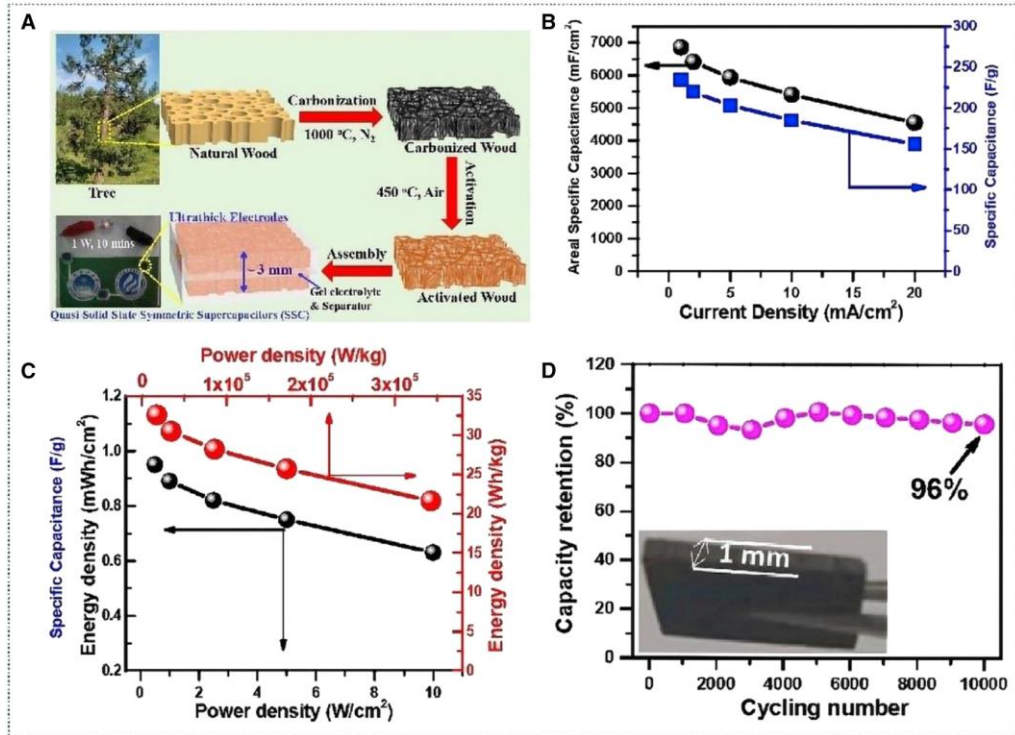 A
Tree
Natural Wood
Carbonization
1000 °C, N₂
Carbonized Wood
450 °C, Air
Activation
Activated Wood
Assembly
Ultrathick Electrodes
~3 mm
Gel electrolyte
& Separator
1 W, 10 mins
Quasi Solid State Symmetric Supercapacitors (SSC)
B
Areal Specific Capacitance (mF/cm²)
7000
6000
5000
4000
3000
2000
1000
0
300
250
200
150
100
50
0
Specific Capacitance (F/g)
0 5 10 15 20
Current Density (mA/cm²)
C
Power density (W/kg)
0 1x10⁵ 2x10⁵ 3x10⁵
Specific Capacitance (F/g)
Energy density (mWh/cm²)
1.2
1.0
0.8
0.6
0.4
0.2
35
30
25
20
15
10
5
0
Energy density (Wh/kg)
0 2 4 6 8 10
Power density (W/cm²)
D
Capacity retention (%)
120
100
80
60
40
20
0
96%
1 mm
0 2000 4000 6000 8000 10000
Cycling number